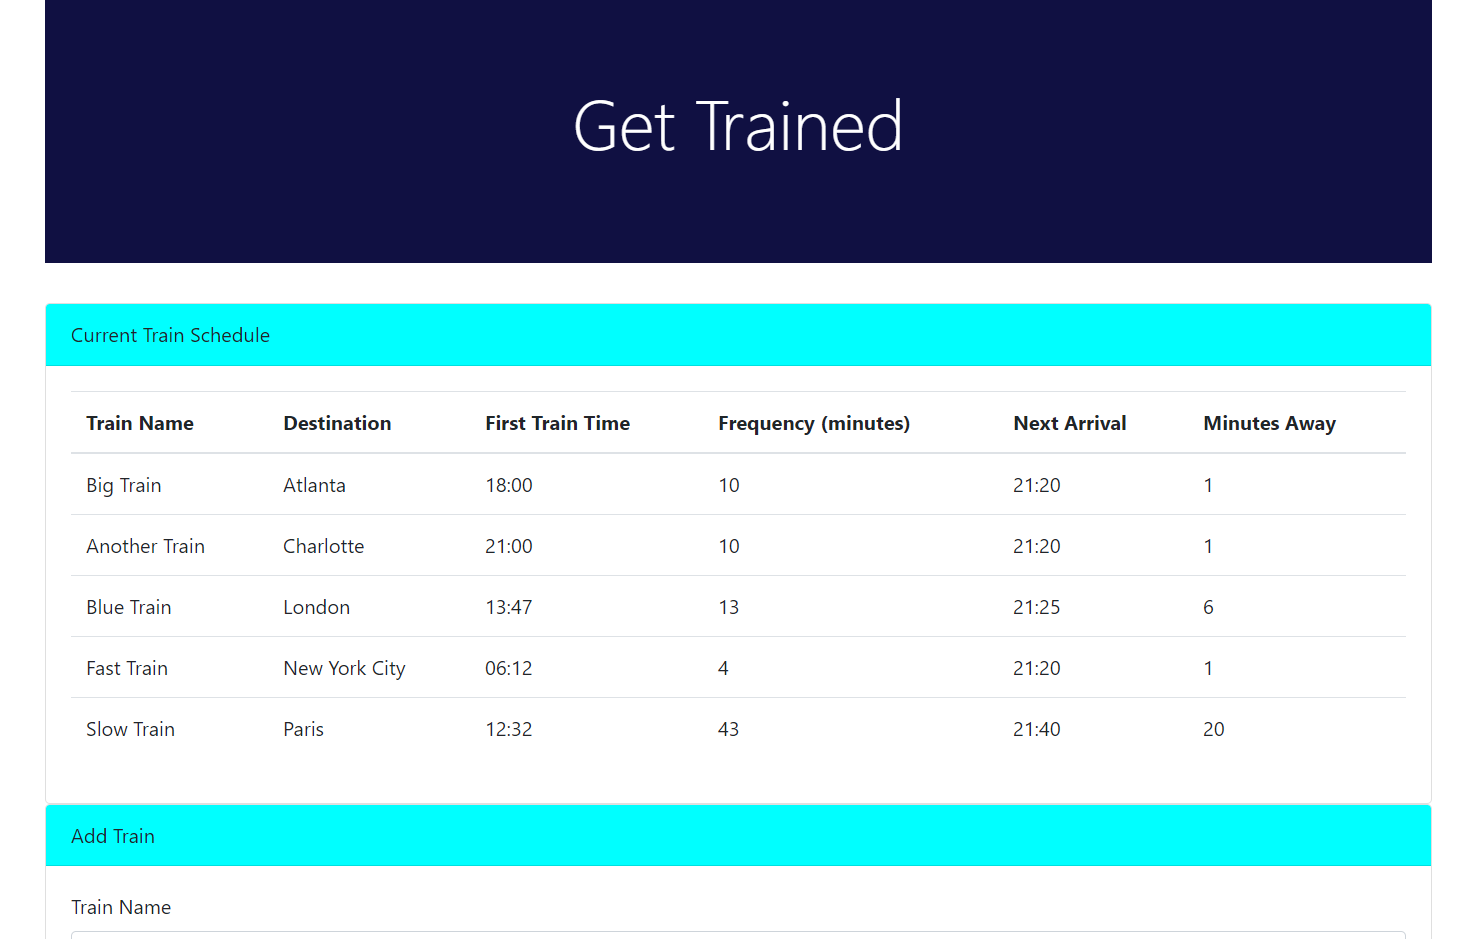 Get Trained
Current Train Schedule
Train Name Destination First Train Time Frequency (minutes) Next Arrival Minutes Away
Big Train Atlanta 18:00 10 21:20 1
Another Train Charlotte 21:00 10 21:20 1
Blue Train London 13:47 13 21:25 6
Fast Train New York City 06:12 4 21:20 1
Slow Train Paris 12:32 43 21:40 20
Add Train
Train Name